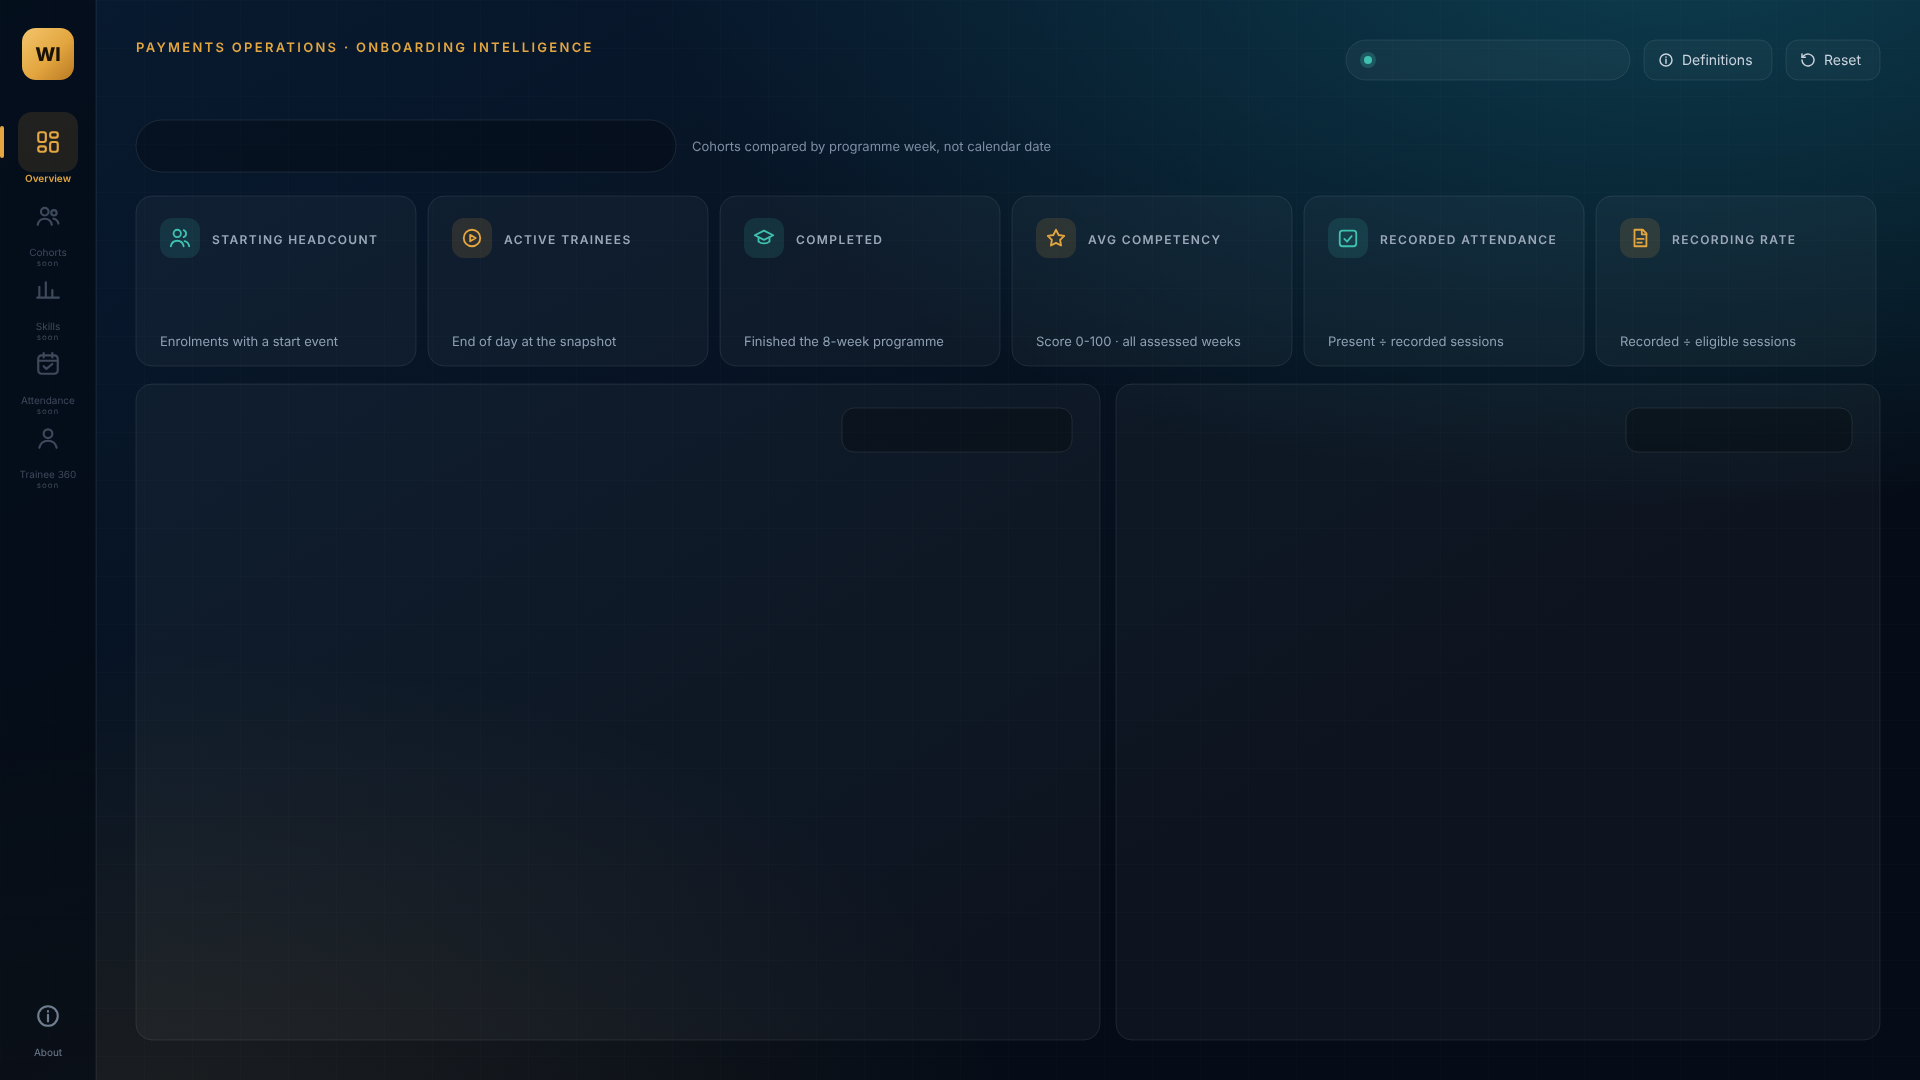 WI
PAYMENTS OPERATIONS · ONBOARDING INTELLIGENCE
Definitions
Reset
Cohorts compared by programme week, not calendar date
Overview
Cohorts
soon
Skills
soon
Attendance
soon
Trainee 360
soon
About
STARTING HEADCOUNT
Enrolments with a start event
ACTIVE TRAINEES
End of day at the snapshot
COMPLETED
Finished the 8-week programme
AVG COMPETENCY
Score 0-100 · all assessed weeks
RECORDED ATTENDANCE
Present ÷ recorded sessions
RECORDING RATE
Recorded ÷ eligible sessions